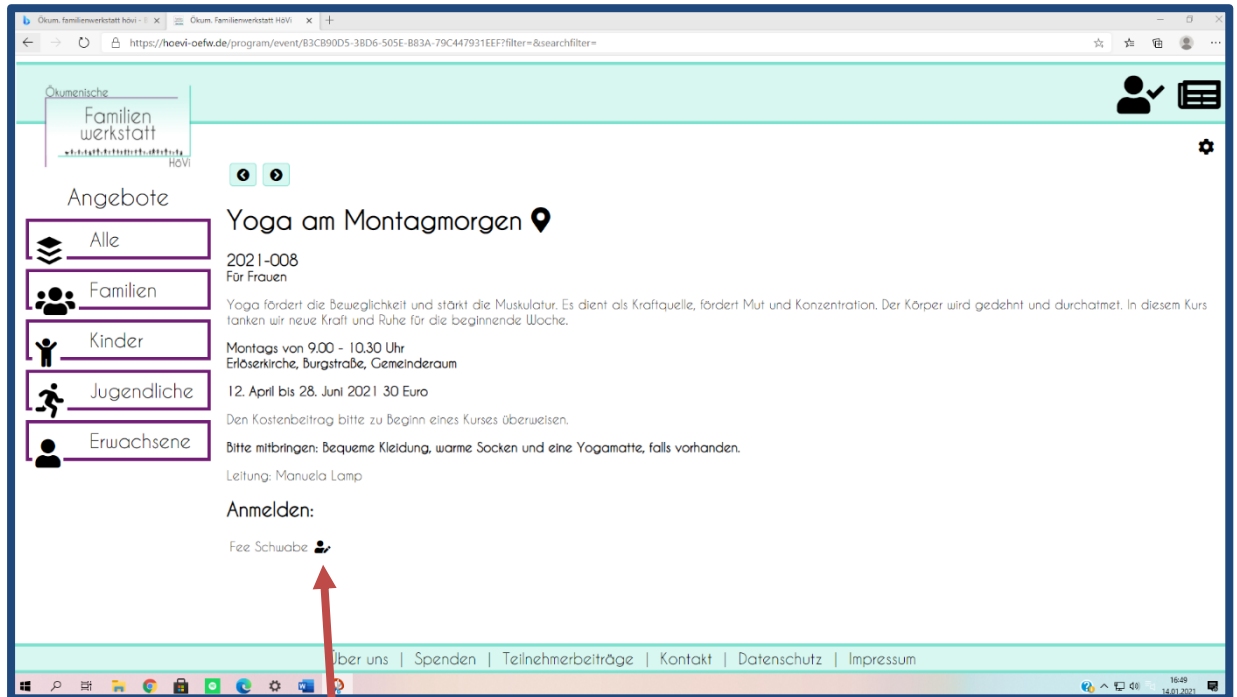 Ökum. familienwerkstatt hövi - B
Ökum. Familienwerkstatt HöVi
https://hoevi-oefw.de/program/event/B3CB90D5-3BD6-505E-B83A-79C447931EEF?filter=&searchfilter=
Ökumenische
Familien
werkstatt
HöVi
Angebote
Alle
Familien
Kinder
Jugendliche
Erwachsene
Yoga am Montagmorgen
2021-008
Für Frauen
Yoga fördert die Beweglichkeit und stärkt die Muskulatur. Es dient als Kraftquelle, fördert Mut und Konzentration. Der Körper wird gedehnt und durchatmet. In diesem Kurs
tanken wir neue Kraft und Ruhe für die beginnende Woche.
Montags von 9.00 - 10.30 Uhr
Erlöserkirche, Burgstraße, Gemeinderaum
12. April bis 28. Juni 2021 30 Euro
Den Kostenbeitrag bitte zu Beginn eines Kurses überweisen.
Bitte mitbringen: Bequeme Kleidung, warme Socken und eine Yogamatte, falls vorhanden.
Leitung: Manuela Lamp
Anmelden:
Fee Schwabe
Über uns | Spenden | Teilnehmerbeiträge | Kontakt | Datenschutz | Impressum
16:49
14.01.2021